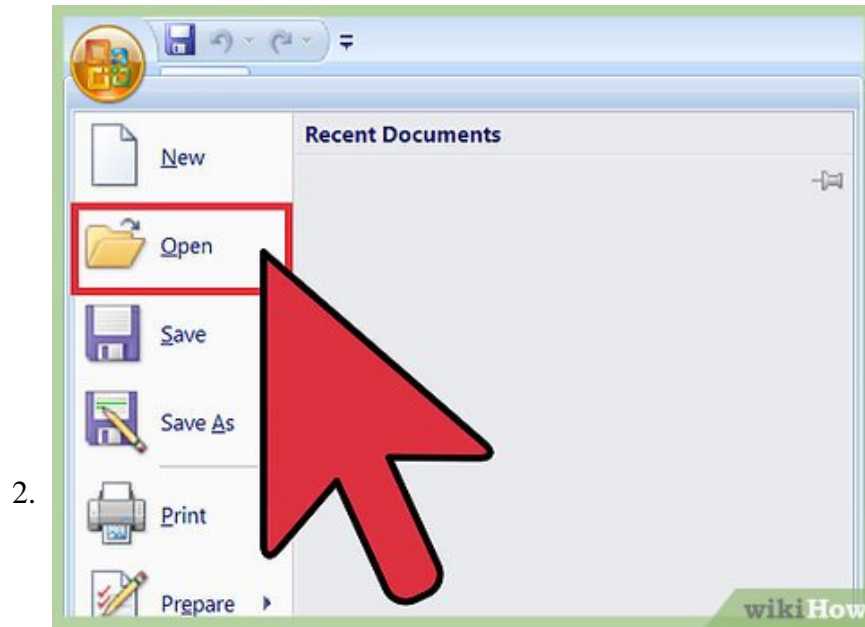 Recent Documents
New
Open
Save
Save As
2.
Print
Prepare
wikiHow